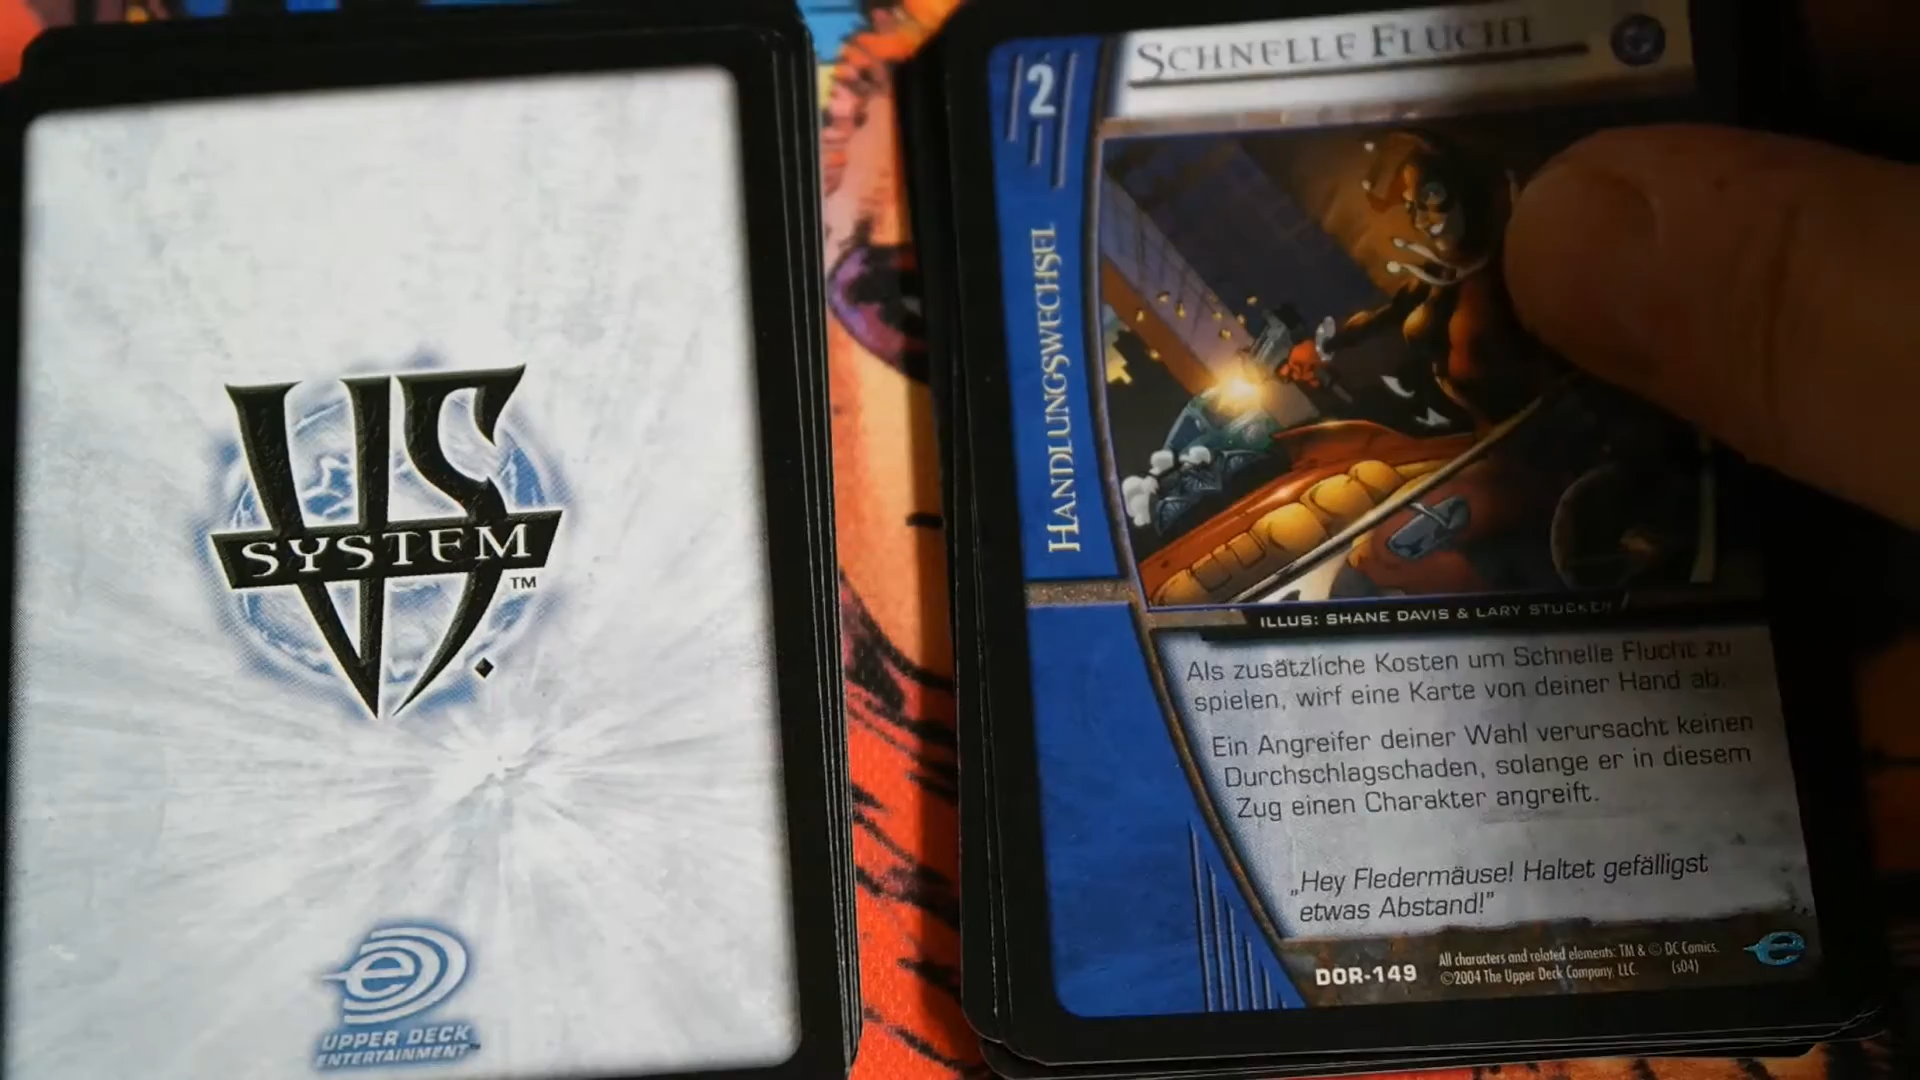 VS
SYSTEM
TM
UPPER DECK
ENTERTAINMENT
SCHNELLE FLUCHT
2
HANDLUNGSWECHSEL
ILLUS: SHANE DAVIS & LARY STUCKER
Als zusätzliche Kosten um Schnelle Flucht zu
spielen, wirf eine Karte von deiner Hand ab.
Ein Angreifer deiner Wahl verursacht keinen
Durchschlagschaden, solange er in diesem
Zug einen Charakter angreift.
„Hey Fledermäuse! Haltet gefälligst
etwas Abstand!"
DOR-149
All characters and related elements: TM & © DC Comics.
©2004 The Upper Deck Company, LLC. (s04)